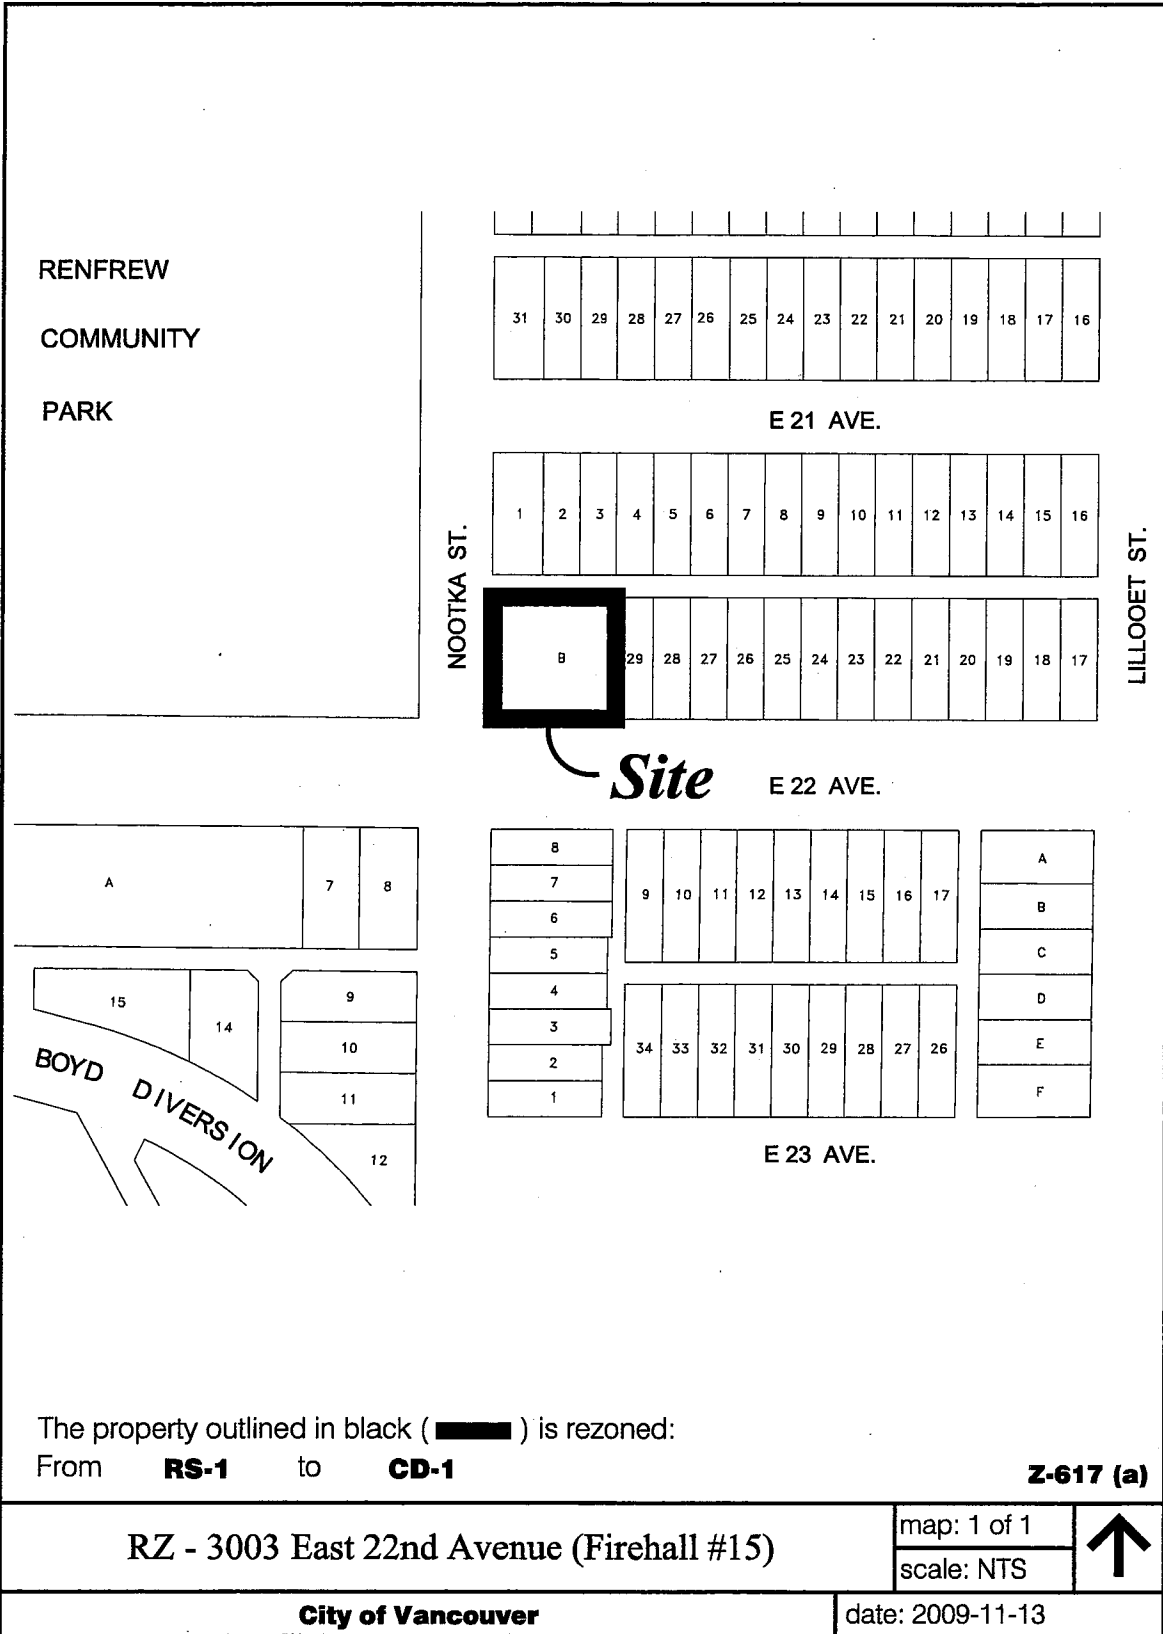 RENFREW
COMMUNITY
PARK
31 30 29 28 27 26 25 24 23 22 21 20 19 18 17 16
E 21 AVE.
1 2 3 4 5 6 7 8 9 10 11 12 13 14 15 16
NOOTKA ST.
LILLOOET ST.
B 29 28 27 26 25 24 23 22 21 20 19 18 17
Site
E 22 AVE.
A 7 8
8
7
6
5
4
3
2
1
9 10 11 12 13 14 15 16 17
A
B
C
D
E
F
15 14
9
10
11
12
34 33 32 31 30 29 28 27 26
BOYD DIVERSION
E 23 AVE.
The property outlined in black ( ) is rezoned:
From RS-1 to CD-1
Z-617 (a)
RZ - 3003 East 22nd Avenue (Firehall #15)
map: 1 of 1
scale: NTS
City of Vancouver
date: 2009-11-13